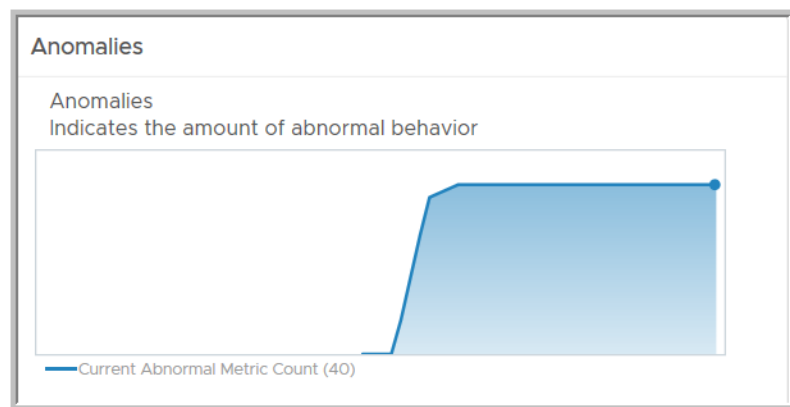 Anomalies
Anomalies
Indicates the amount of abnormal behavior
Current Abnormal Metric Count (40)